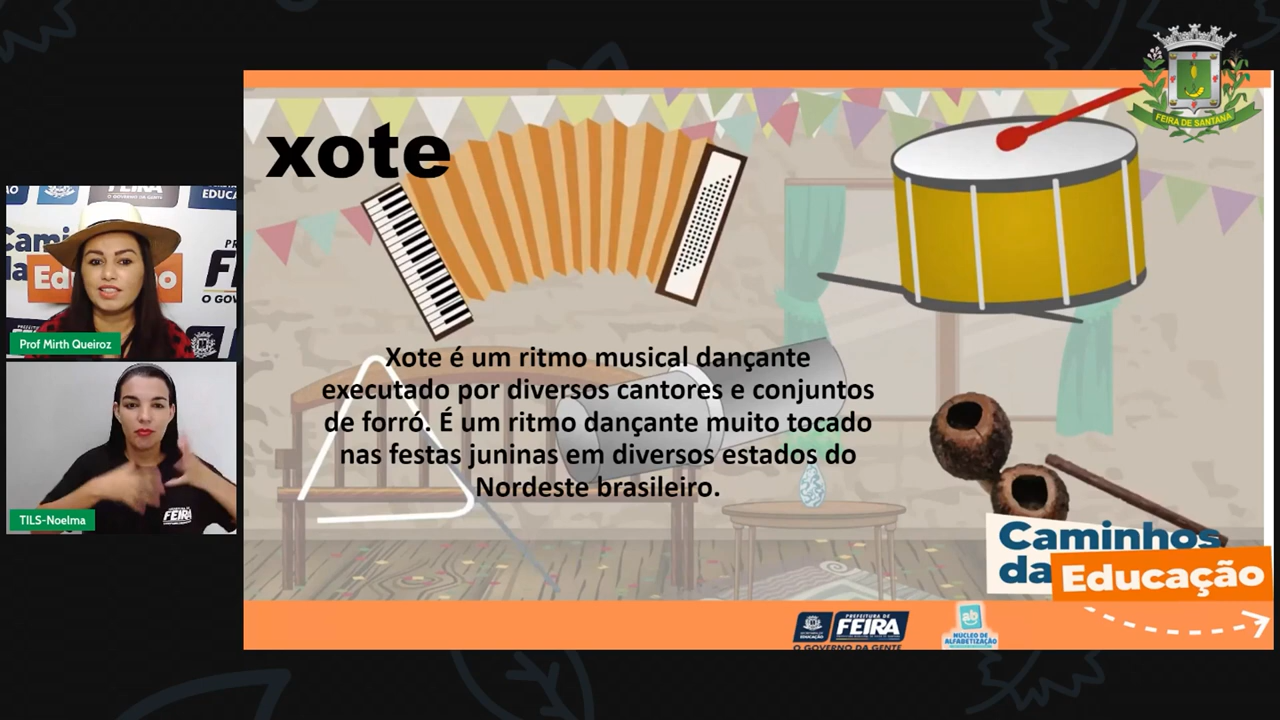 FEIRA DE SANTANA
xote
Xote é um ritmo musical dançante
executado por diversos cantores e conjuntos
de forró. É um ritmo dançante muito tocado
nas festas juninas em diversos estados do
Nordeste brasileiro.
Prof Mirth Queiroz
TILS-Noelma
FEIRA
Caminhos
da Educação
PREFEITURA DE
FEIRA
O GOVERNO DA GENTE
ab
NÚCLEO DE
ALFABETIZAÇÃO